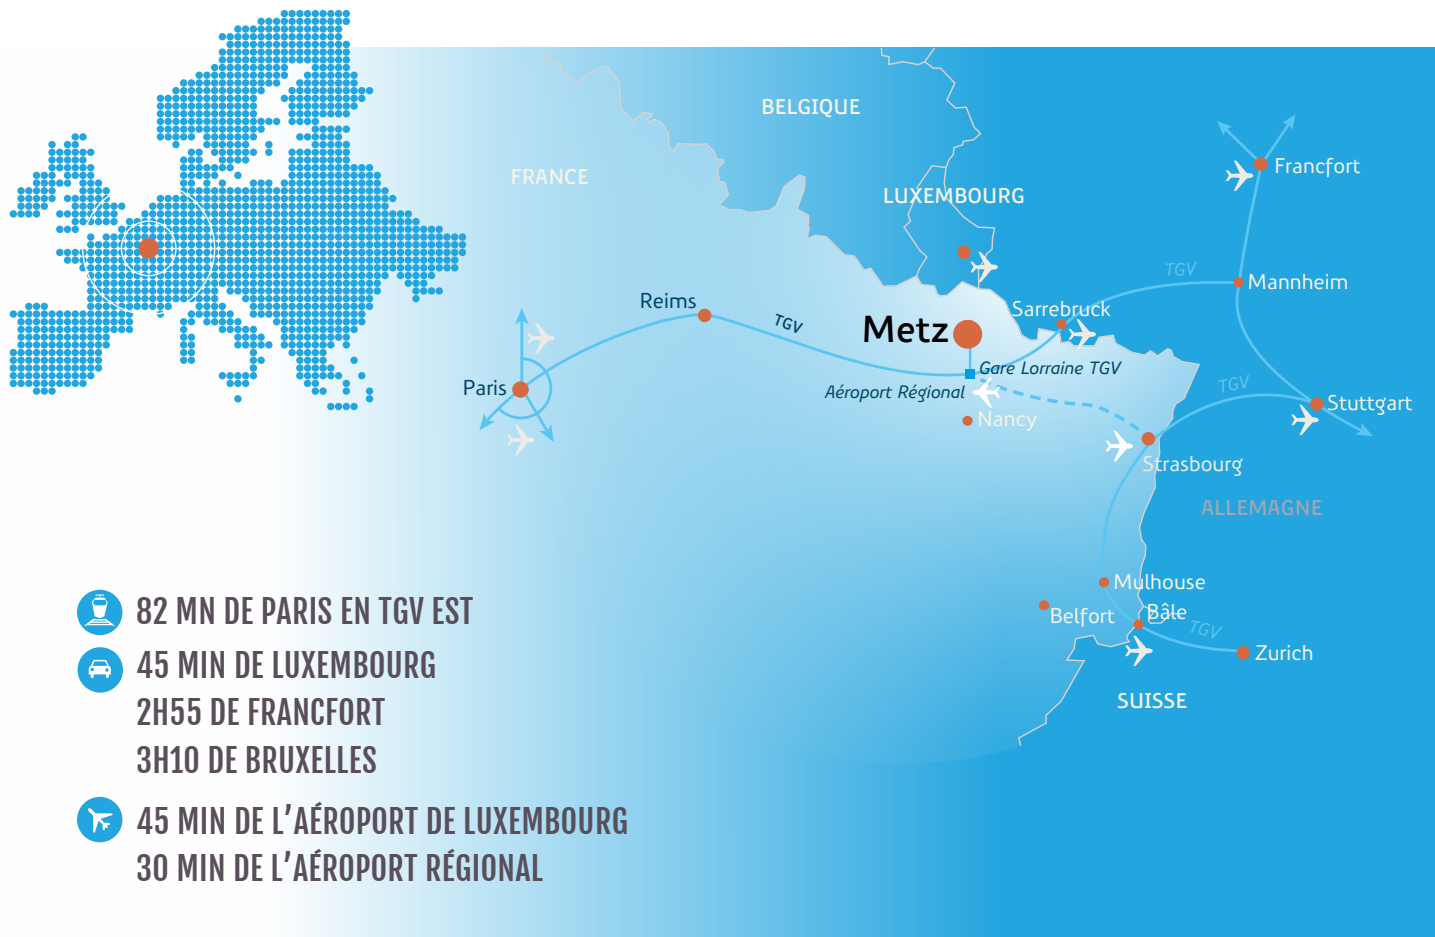 BELGIQUE
FRANCE
LUXEMBOURG
Francfort
TGV
Mannheim
Reims
TGV
Metz
Sarrebruck
Gare Lorraine TGV
Aéroport Régional
Paris
Nancy
TGV
Stuttgart
Strasbourg
ALLEMAGNE
Mulhouse
Belfort
Bâle
TGV
Zurich
SUISSE
82 MN DE PARIS EN TGV EST
45 MIN DE LUXEMBOURG
2H55 DE FRANCFORT
3H10 DE BRUXELLES
45 MIN DE L’AÉROPORT DE LUXEMBOURG
30 MIN DE L’AÉROPORT RÉGIONAL